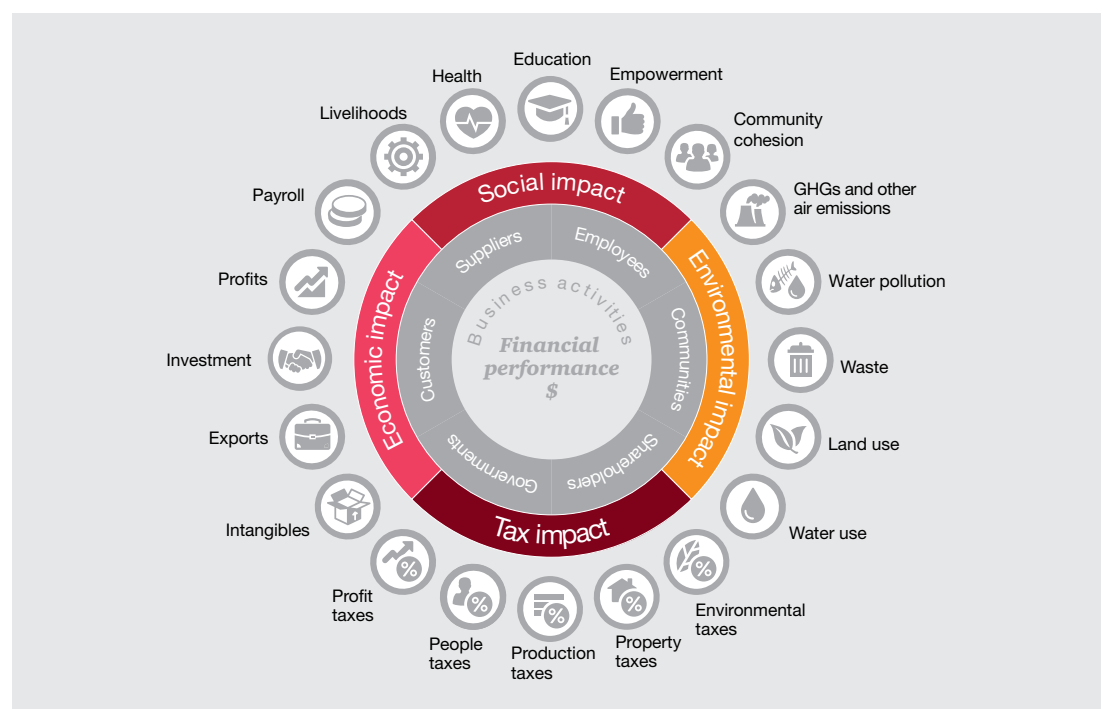 Education
Health
Empowerment
Livelihoods
Community
cohesion
Payroll
GHGs and other
air emissions
Profits
Water pollution
Investment
Waste
Exports
Land use
Intangibles
Water use
Profit
taxes
People
taxes
Production
taxes
Property
taxes
Environmental
taxes
Social impact
Environmental impact
Tax impact
Economic impact
Suppliers
Employees
Communities
Shareholders
Governments
Customers
Business activities
Financial
performance
$
%
%
%
%
%